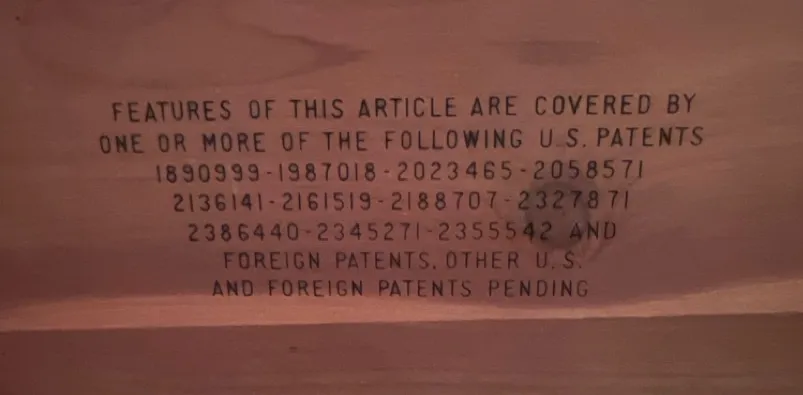 FEATURES OF THIS ARTICLE ARE COVERED BY
ONE OR MORE OF THE FOLLOWING U.S. PATENTS
1890999-1987018-2023465-2058571
2136141-2161519-2188707-2327871
2386440-2345271-2355542 AND
FOREIGN PATENTS, OTHER U.S.
AND FOREIGN PATENTS PENDING